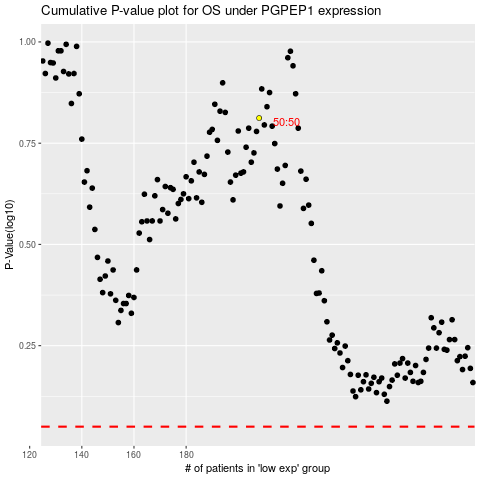 Cumulative P-value plot for OS under PGPEP1 expression
1.00
0.75
0.50
0.25
P-Value(log10)
50:50
120 140 160 180
# of patients in 'low exp' group